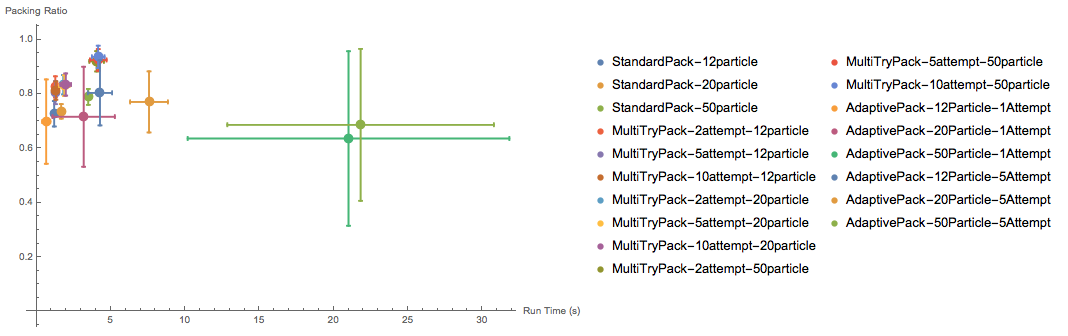 Packing Ratio
1.0
0.8
0.6
0.4
0.2
5
10
15
20
25
30
Run Time (s)
StandardPack-12particle
StandardPack-20particle
StandardPack-50particle
MultiTryPack-2attempt-12particle
MultiTryPack-5attempt-12particle
MultiTryPack-10attempt-12particle
MultiTryPack-2attempt-20particle
MultiTryPack-5attempt-20particle
MultiTryPack-10attempt-20particle
MultiTryPack-2attempt-50particle
MultiTryPack-5attempt-50particle
MultiTryPack-10attempt-50particle
AdaptivePack-12Particle-1Attempt
AdaptivePack-20Particle-1Attempt
AdaptivePack-50Particle-1Attempt
AdaptivePack-12Particle-5Attempt
AdaptivePack-20Particle-5Attempt
AdaptivePack-50Particle-5Attempt